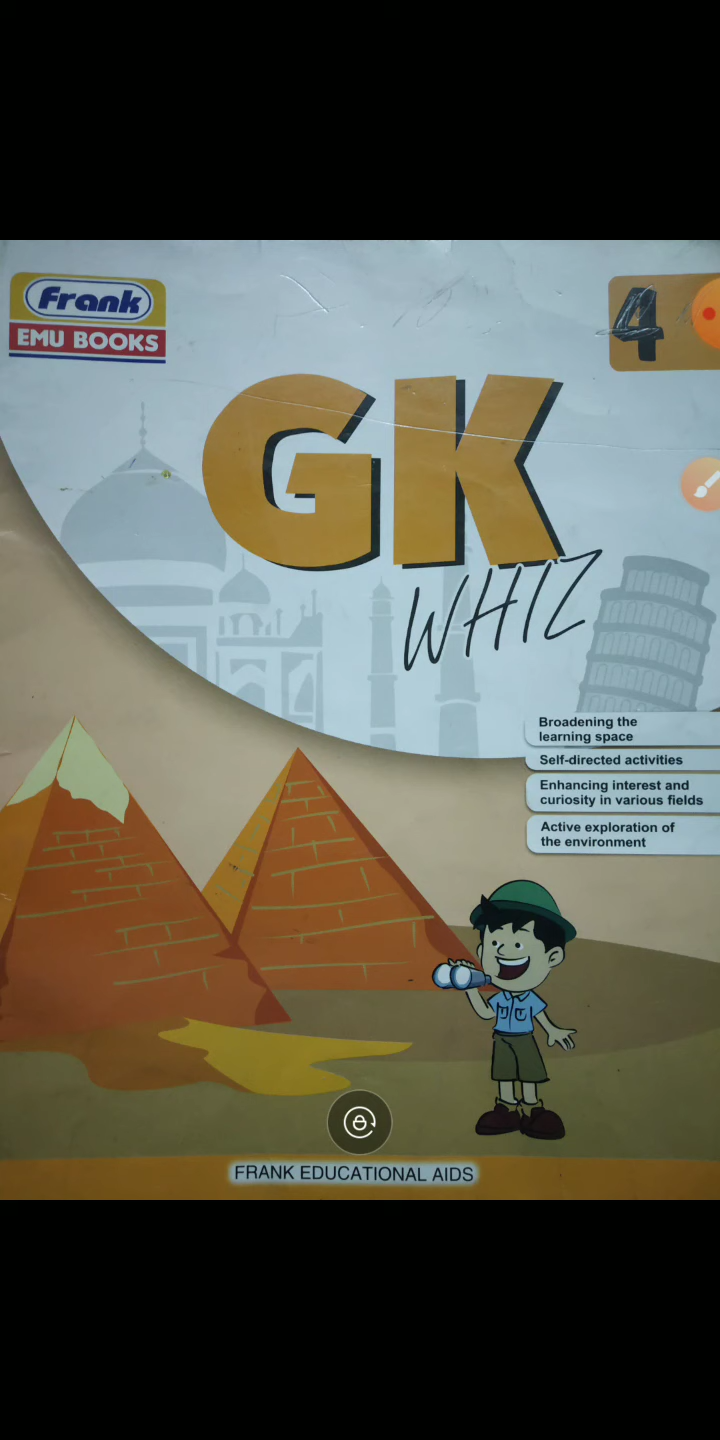 Frank
EMU BOOKS
4
GK
WHIZ
Broadening the
learning space
Self-directed activities
Enhancing interest and
curiosity in various fields
Active exploration of
the environment
FRANK EDUCATIONAL AIDS